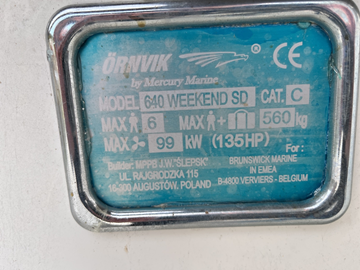 ÖRNVIK
by Mercury Marine
CE
MODEL 640 WEEKEND SD CAT. C
MAX 6 MAX + 560 kg
MAX 99 kW (135HP)
For :
Builder: MPPB J.W."ŚLEPSK"
UL. RAJGRODZKA 115
16-300 AUGUSTÓW, POLAND
BRUNSWICK MARINE
IN EMEA
B-4800 VERVIERS - BELGIUM